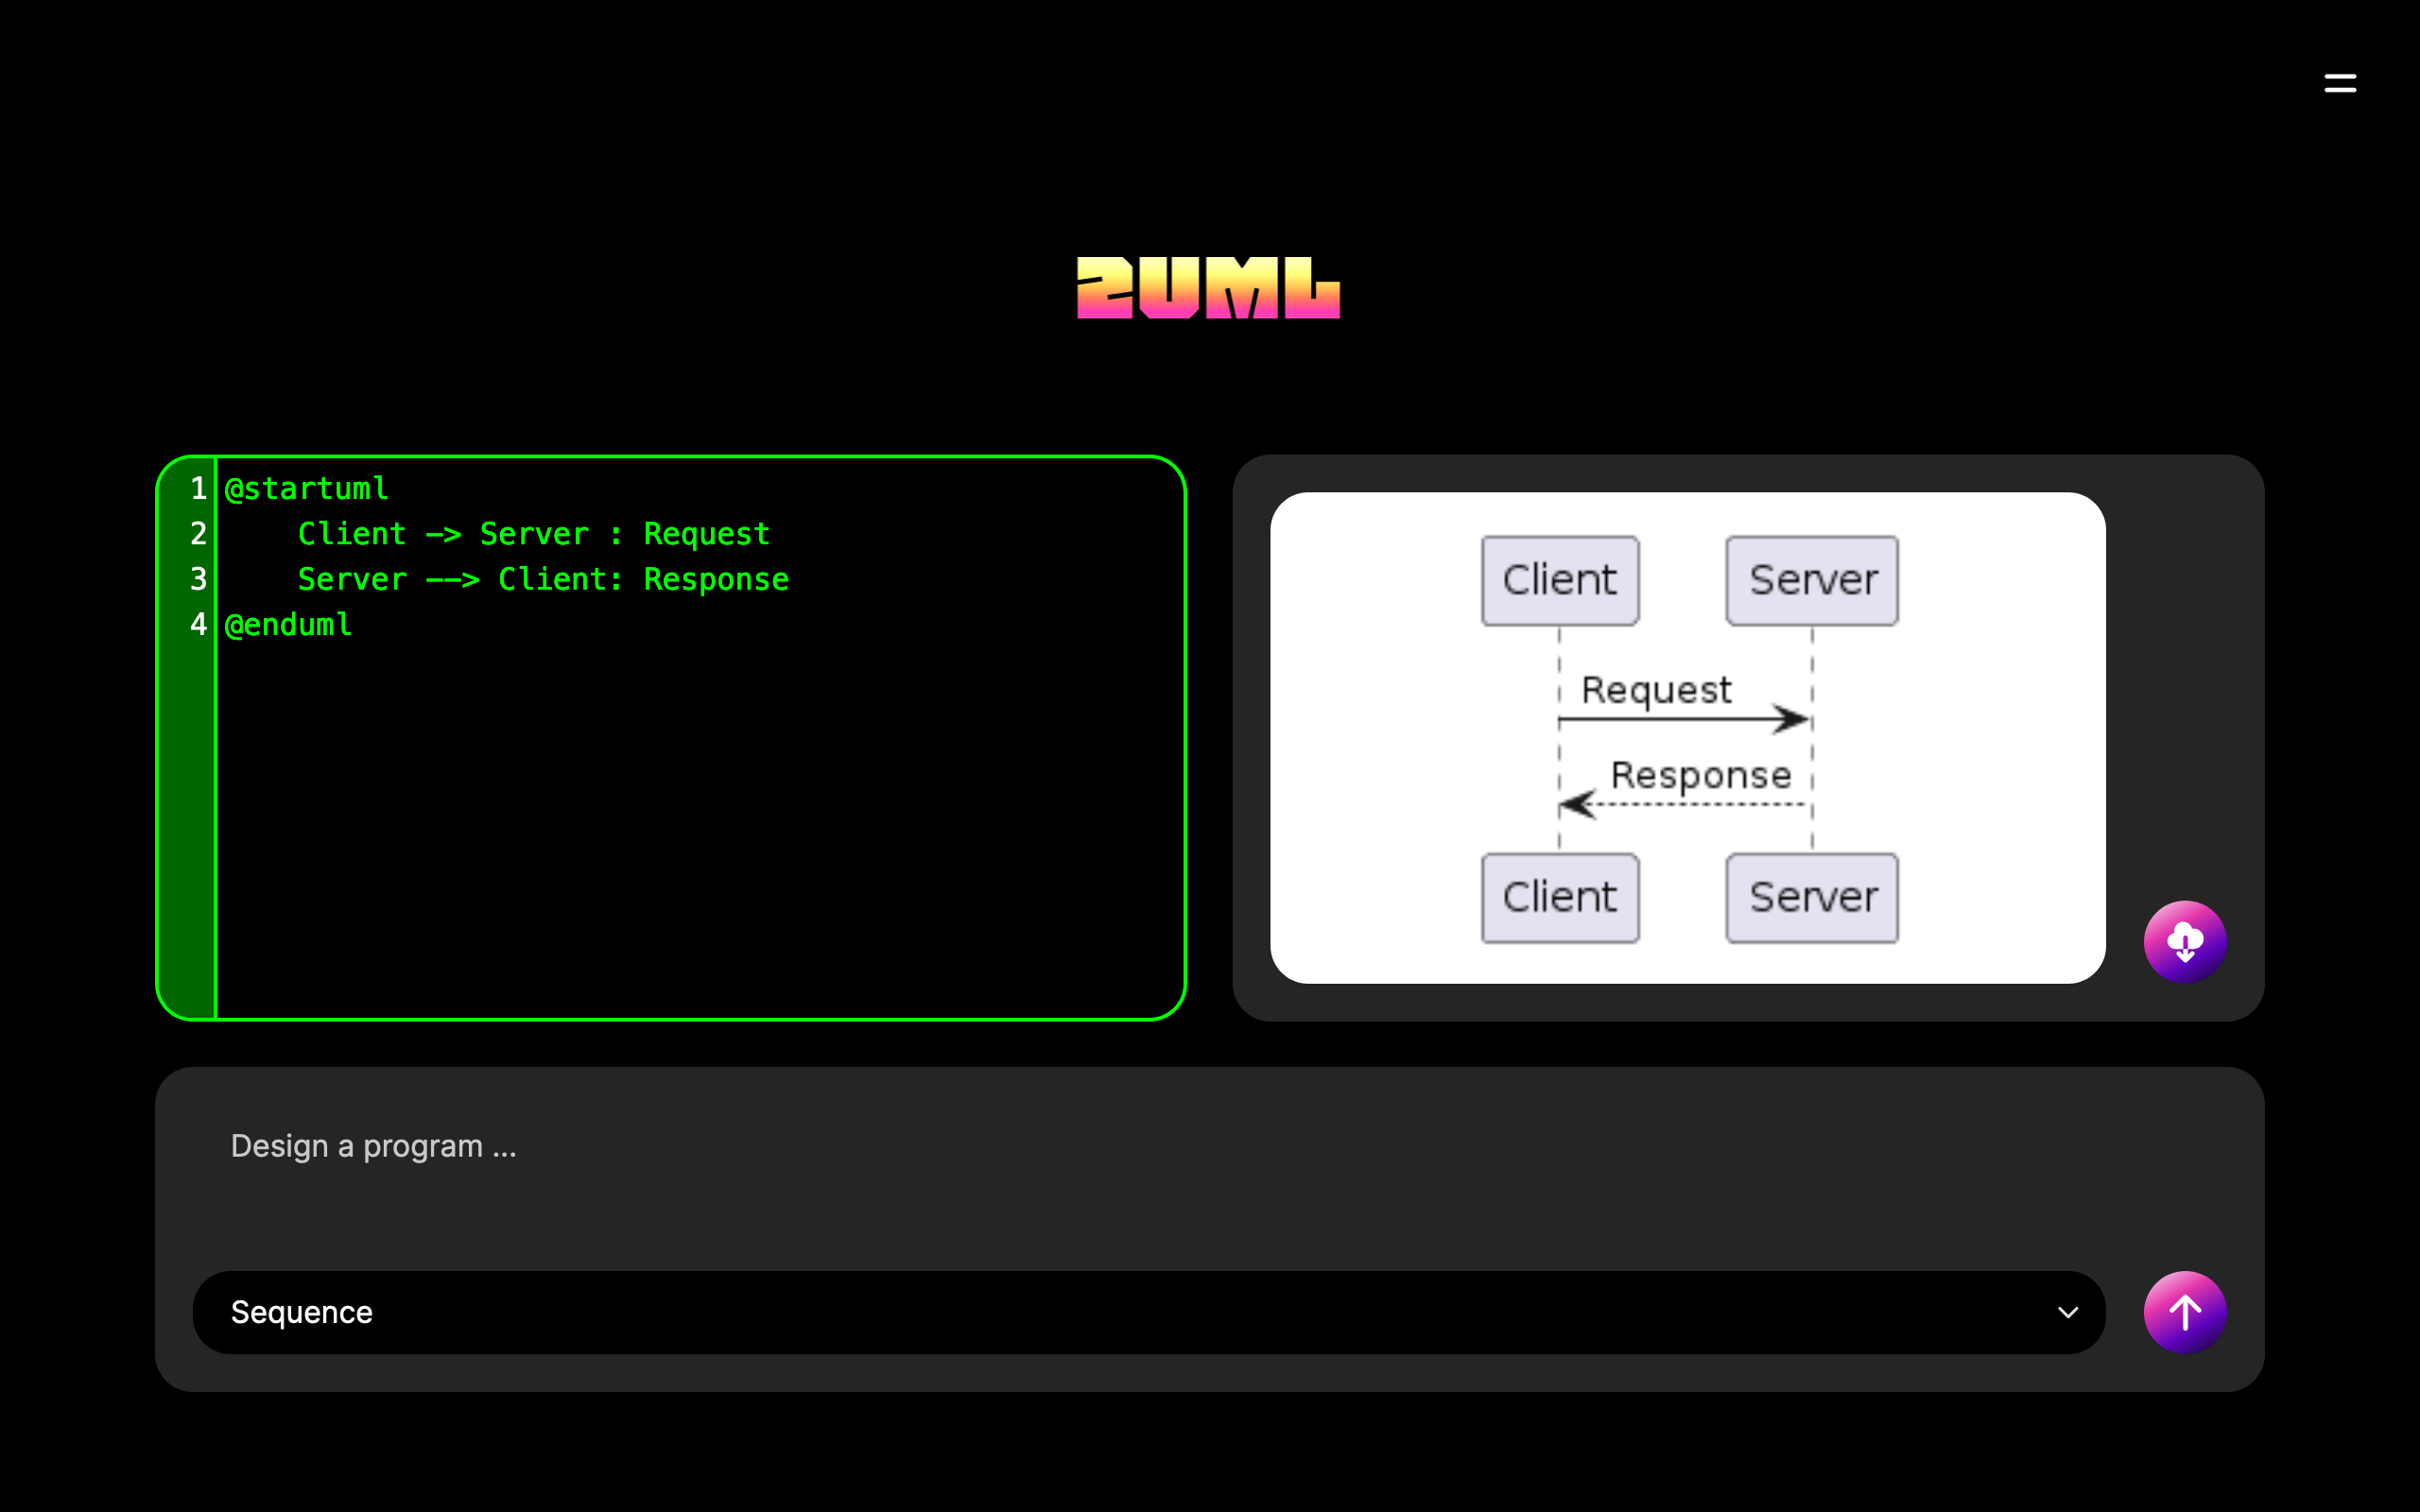 2UML
1 @startuml
2 Client -> Server : Request
3 Server --> Client: Response
4 @enduml
Client Server
Request
Response
Client Server
Design a program ...
Sequence